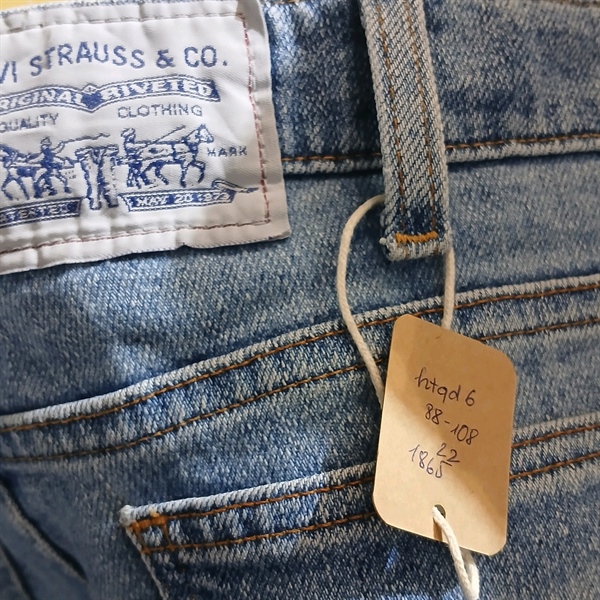 VI STRAUSS & CO.
ORIGINAL RIVETED
QUALITY CLOTHING
MARK
MAY 20 1873
htqd 6
88-108
22
1865